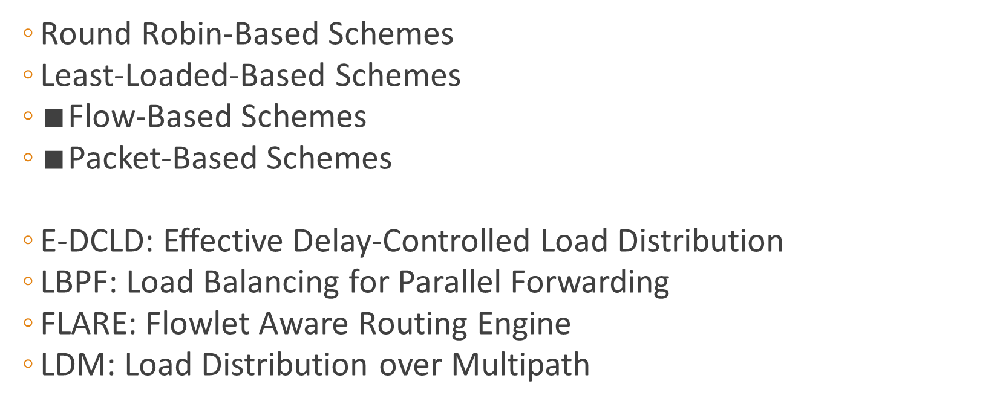 ◦ Round Robin-Based Schemes
◦ Least-Loaded-Based Schemes
◦ ■Flow-Based Schemes
◦ ■Packet-Based Schemes
◦ E-DCLD: Effective Delay-Controlled Load Distribution
◦ LBPF: Load Balancing for Parallel Forwarding
◦ FLARE: Flowlet Aware Routing Engine
◦ LDM: Load Distribution over Multipath